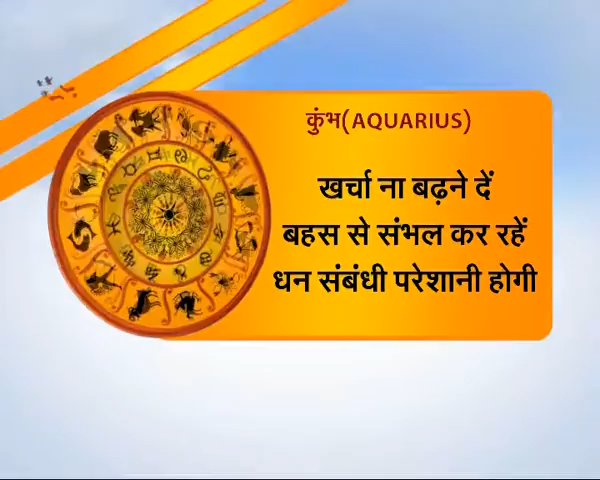 कुंभ(AQUARIUS)
खर्चा ना बढ़ने दें
बहस से संभल कर रहें
धन संबंधी परेशानी होगी